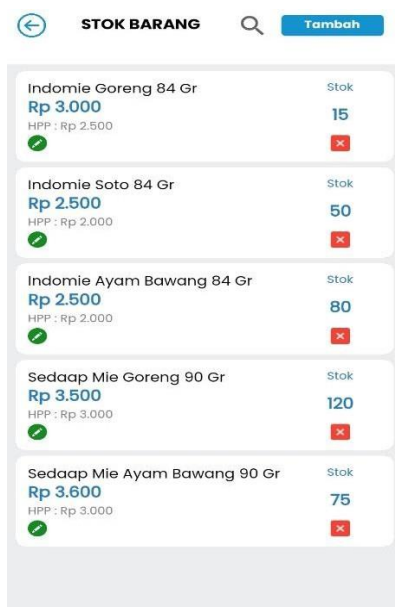 STOK BARANG
Tambah
Indomie Goreng 84 Gr
Stok
Rp 3.000
15
HPP : Rp 2.500
Indomie Soto 84 Gr
Stok
Rp 2.500
50
HPP : Rp 2.000
Indomie Ayam Bawang 84 Gr
Stok
Rp 2.500
80
HPP : Rp 2.000
Sedaap Mie Goreng 90 Gr
Stok
Rp 3.500
120
HPP : Rp 3.000
Sedaap Mie Ayam Bawang 90 Gr
Stok
Rp 3.600
75
HPP : Rp 3.000